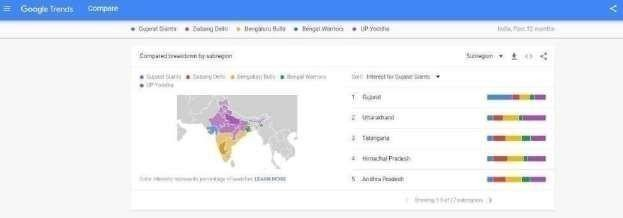 Google Trends Compare
Gujarat Giants Dabang Delhi Bengaluru Bulls Bengal Warriors UP Yoddha India, Past 12 months
Compared breakdown by subregion Subregion
Gujarat Giants Dabang Delhi Bengaluru Bulls Bengal Warriors
UP Yoddha
Sort: Interest for Gujarat Giants
1 Gujarat
2 Uttarakhand
3 Telangana
4 Himachal Pradesh
5 Andhra Pradesh
Color intensity represents percentage of searches LEARN MORE
Showing 1-5 of 17 subregions